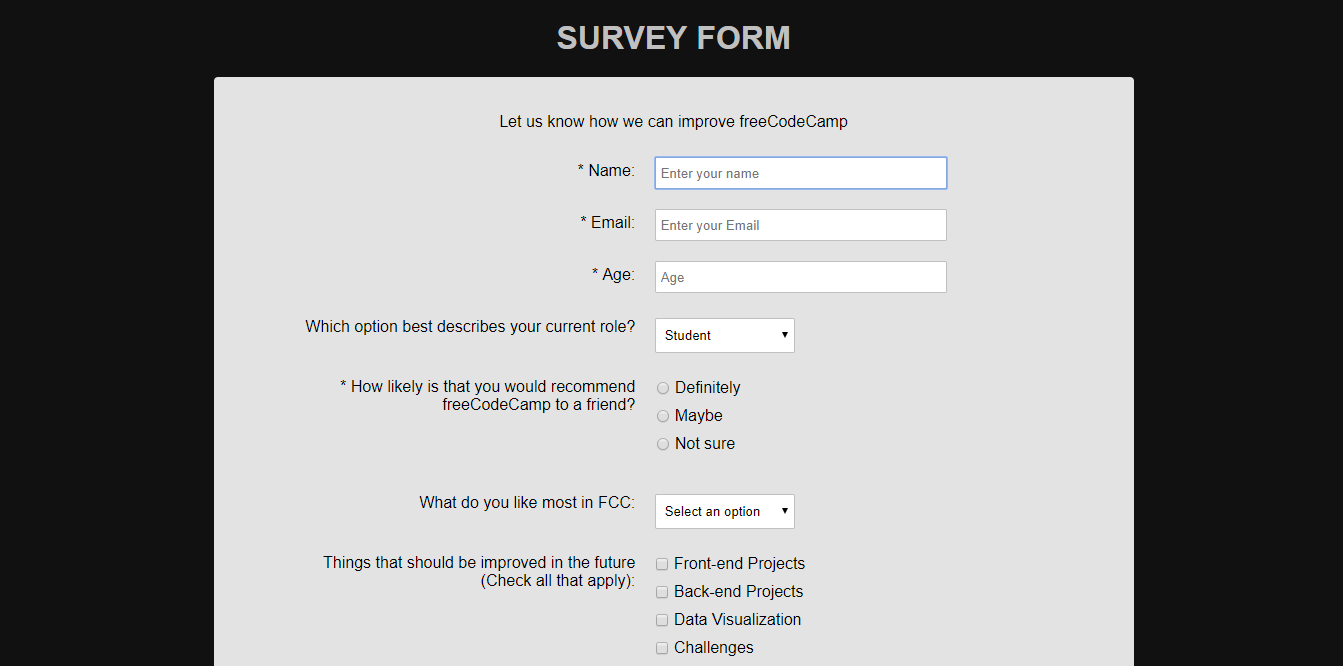 SURVEY FORM
Let us know how we can improve freeCodeCamp
* Name: Enter your name
* Email: Enter your Email
* Age: Age
Which option best describes your current role? Student
* How likely is that you would recommend
freeCodeCamp to a friend?
Definitely
Maybe
Not sure
What do you like most in FCC: Select an option
Things that should be improved in the future
(Check all that apply):
Front-end Projects
Back-end Projects
Data Visualization
Challenges